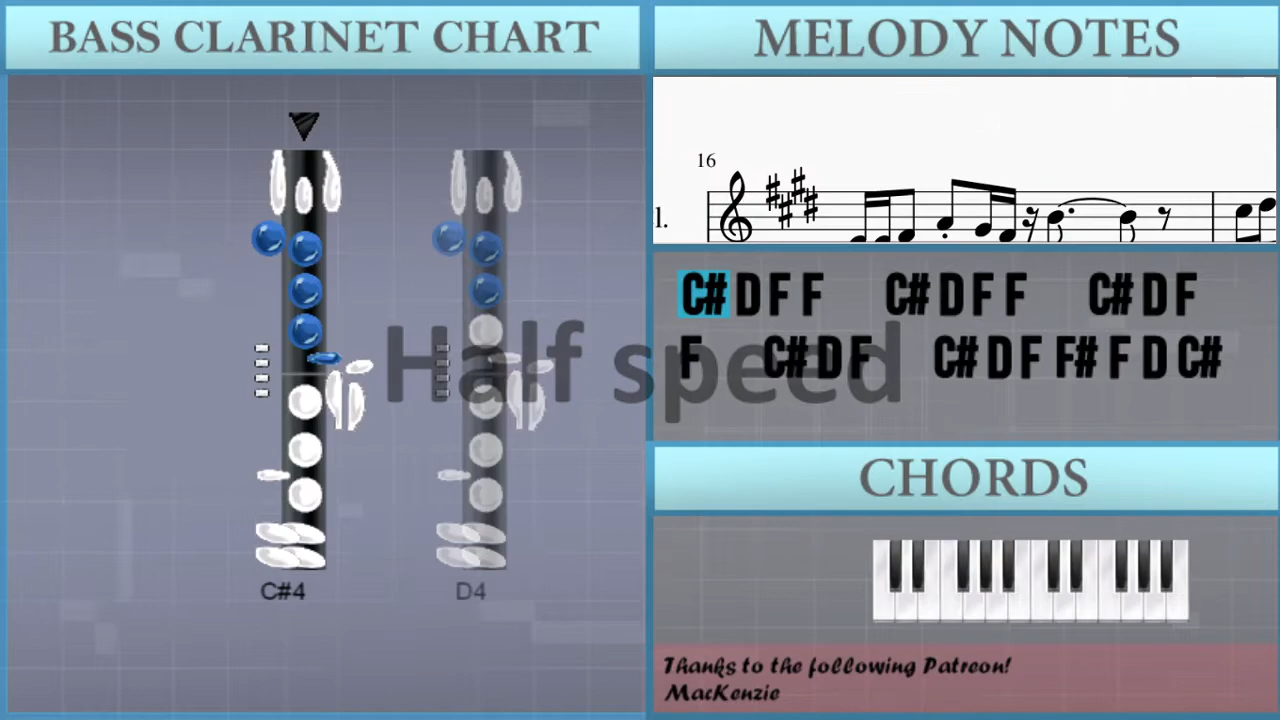 BASS CLARINET CHART
MELODY NOTES
16
l.
C# D F F C# D F F C# D F
F C# D F C# D F F# F D C#
Half speed
C#4 D4
CHORDS
Thanks to the following Patreon!
MacKenzie